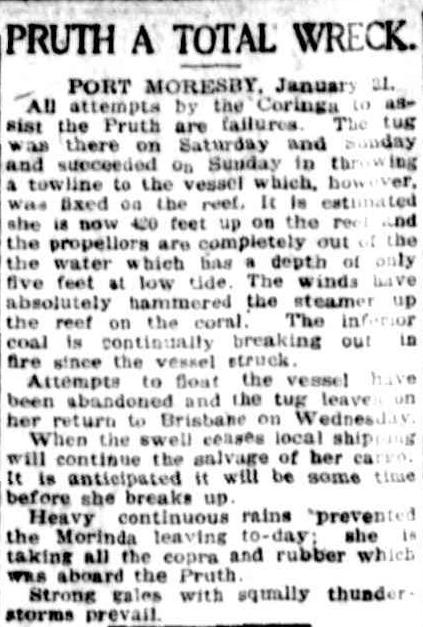 PRUTH A TOTAL WRECK.
PORT MORESBY, January 21.
All attempts by the Coringa to as-
sist the Pruth are failures. The tug
was there on Saturday and Sunday
and succeeded on Sunday in throwing
a towline to the vessel which, however,
was fixed on the reef. It is estimated
she is now 420 feet up on the reef and
the propellors are completely out of the
the water which has a depth of only
five feet at low tide. The winds have
absolutely hammered the steamer up
the reef on the coral. The inferior
coal is continually breaking out in
fire since the vessel struck.
Attempts to float the vessel have
been abandoned and the tug leaves on
her return to Brisbane on Wednesday.
When the swell ceases local shipping
will continue the salvage of her cargo.
It is anticipated it will be some time
before she breaks up.
Heavy continuous rains prevented
the Morinda leaving to-day; she is
taking all the copra and rubber which
was aboard the Pruth.
Strong gales with squally thunder-
storms prevail.